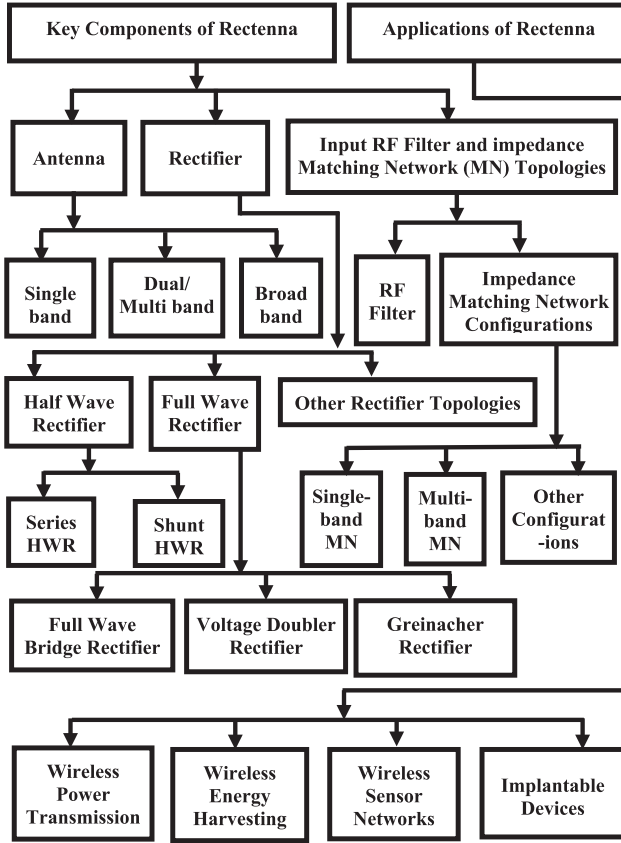 Key Components of Rectenna
Applications of Rectenna
Antenna
Rectifier
Input RF Filter and impedance
Matching Network (MN) Topologies
Single
band
Dual/
Multi band
Broad
band
RF
Filter
Impedance
Matching Network
Configurations
Half Wave
Rectifier
Full Wave
Rectifier
Other Rectifier Topologies
Series
HWR
Shunt
HWR
Single-
band
MN
Multi-
band
MN
Other
Configurat
-ions
Full Wave
Bridge Rectifier
Voltage Doubler
Rectifier
Greinacher
Rectifier
Wireless
Power
Transmission
Wireless
Energy
Harvesting
Wireless
Sensor
Networks
Implantable
Devices